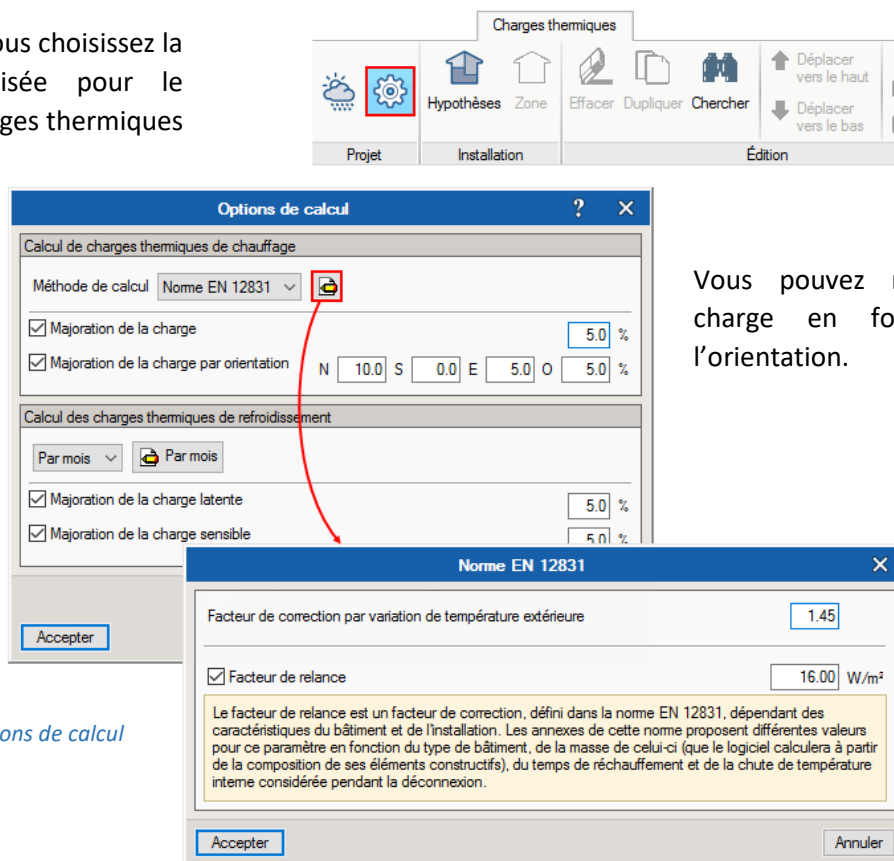 ous choisissez la
isée pour le
ges thermiques
Charges thermiques
Hypothèses Zone Effacer Dupliquer Chercher
Déplacer
vers le haut
Déplacer
vers le bas
Projet Installation Édition
Options de calcul ? ×
Calcul de charges thermiques de chauffage
Méthode de calcul Norme EN 12831
Majoration de la charge 5.0 %
Majoration de la charge par orientation N 10.0 S 0.0 E 5.0 O 5.0 %
Calcul des charges thermiques de refroidissement
Par mois Par mois
Majoration de la charge latente 5.0 %
Majoration de la charge sensible 5.0 %
Accepter
Vous pouvez
charge en fo
l’orientation.
Norme EN 12831 ×
Facteur de correction par variation de température extérieure 1.45
Facteur de relance 16.00 W/m²
Le facteur de relance est un facteur de correction, défini dans la norme EN 12831, dépendant des
caractéristiques du bâtiment et de l'installation. Les annexes de cette norme proposent différentes valeurs
pour ce paramètre en fonction du type de bâtiment, de la masse de celui-ci (que le logiciel calculera à partir
de la composition de ses éléments constructifs), du temps de réchauffement et de la chute de température
interne considérée pendant la déconnexion.
Accepter Annuler
ons de calcul